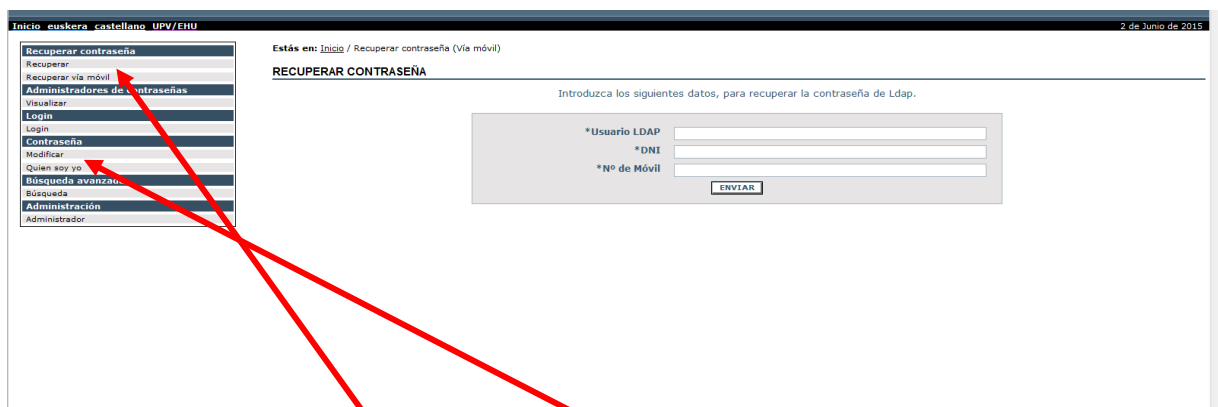 Inicio euskera castellano UPV/EHU 2 de Junio de 2015
Recuperar contraseña
Recuperar
Recuperar vía móvil
Administradores de contraseñas
Visualizar
Login
Login
Contraseña
Modificar
Quien soy yo
Búsqueda avanzada
Búsqueda
Administración
Administrador
Estás en: Inicio / Recuperar contraseña (Vía móvil)
RECUPERAR CONTRASEÑA
Introduzca los siguientes datos, para recuperar la contraseña de Ldap.
*Usuario LDAP
*DNI
*Nº de Móvil
ENVIAR